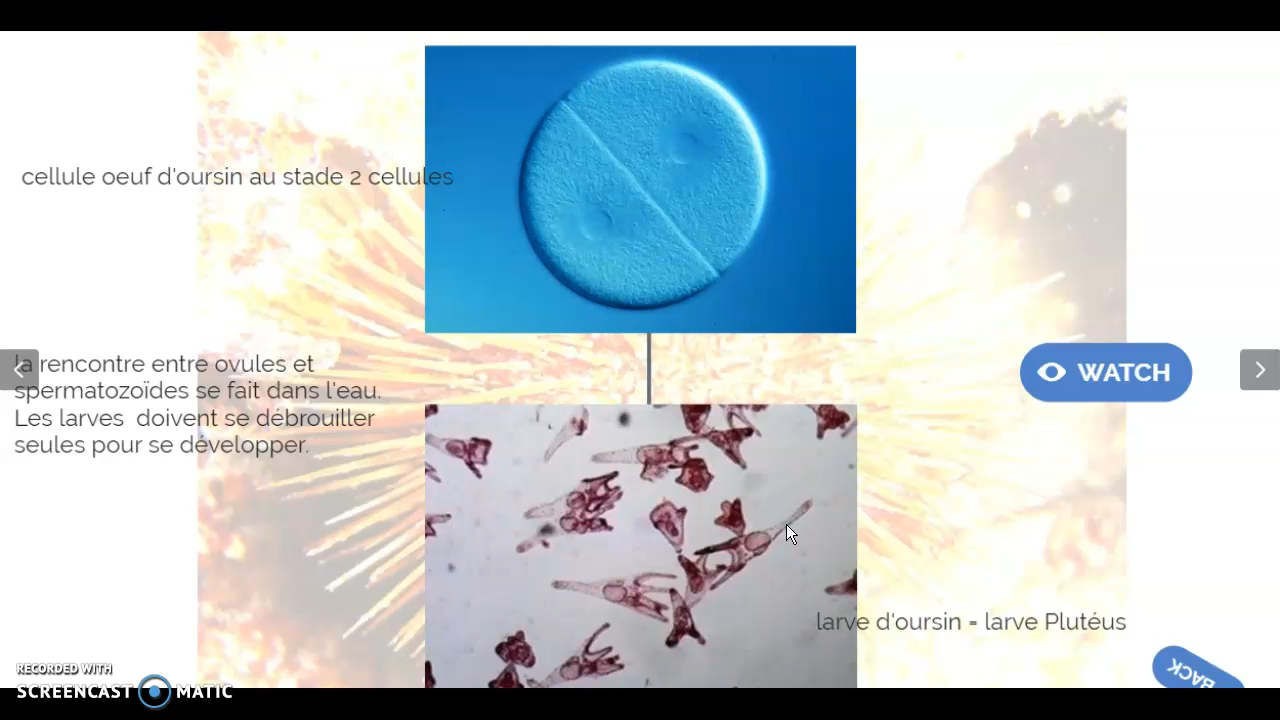 cellule oeuf d'oursin au stade 2 cellules
la rencontre entre ovules et
spermatozoïdes se fait dans l'eau.
Les larves doivent se débrouiller
seules pour se développer.
WATCH
larve d'oursin = larve Plutéus
BACK
RECORDED WITH
SCREENCAST MATIC